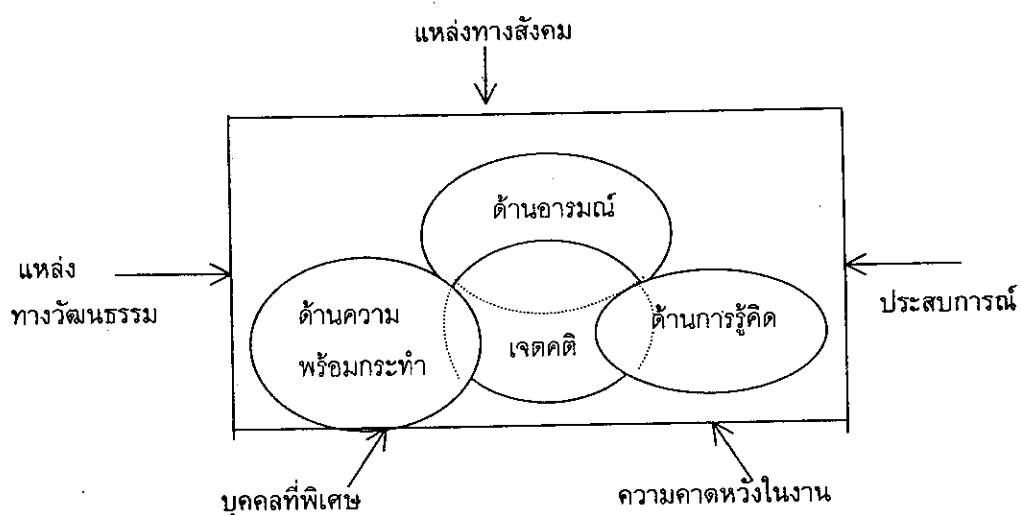 แหล่งทางสังคม
ด้านอารมณ์
แหล่ง
ทางวัฒนธรรม
ด้านความ
พร้อมกระทำ
เจตคติ
ด้านการรู้คิด
ประสบการณ์
บุคคลที่พิเศษ
ความคาดหวังในงาน